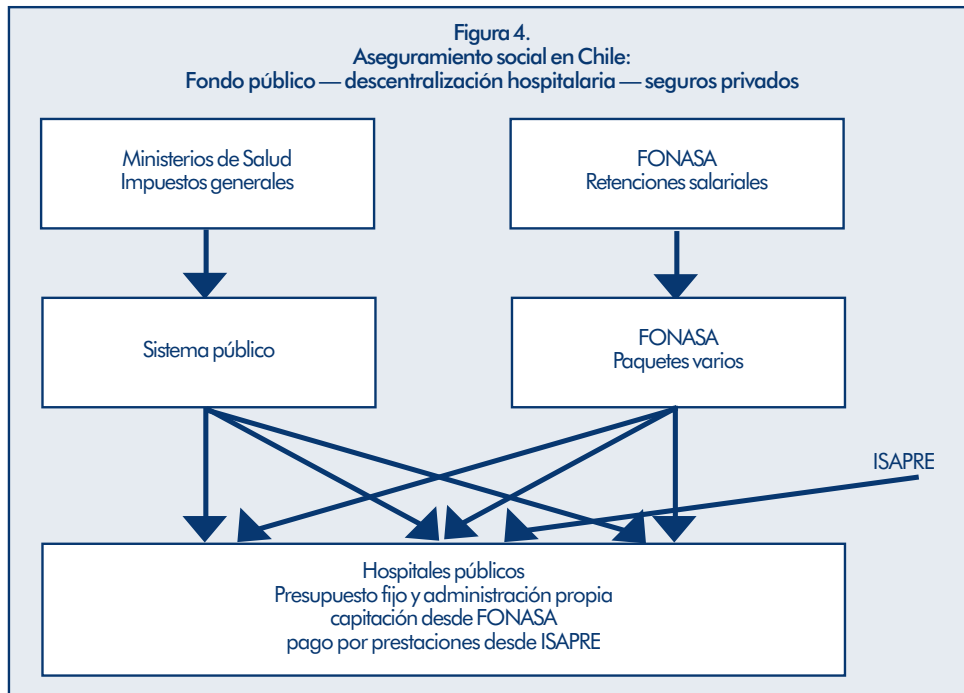 Figura 4.
Aseguramiento social en Chile:
Fondo público — descentralización hospitalaria — seguros privados
Ministerios de Salud
Impuestos generales
FONASA
Retenciones salariales
Sistema público
FONASA
Paquetes varios
ISAPRE
Hospitales públicos
Presupuesto fijo y administración propia
capitación desde FONASA
pago por prestaciones desde ISAPRE